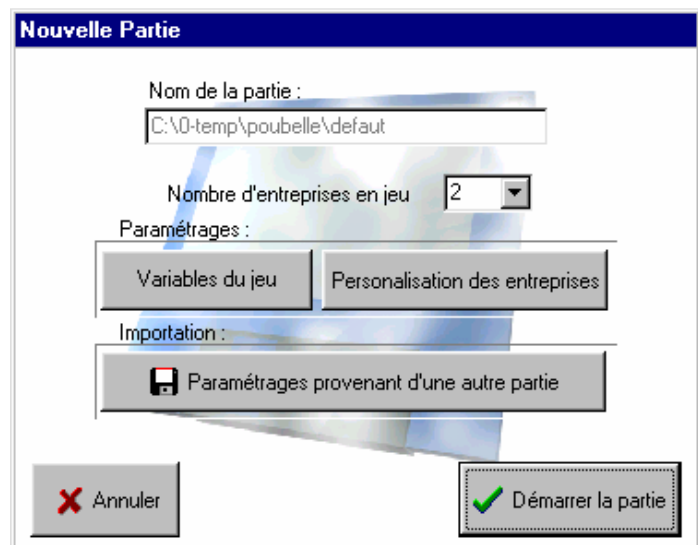 Nouvelle Partie
Nom de la partie :
C:\0-temp\poubelle\defaut
Nombre d'entreprises en jeu 2
Paramétrages :
Variables du jeu Personalisation des entreprises
Importation :
Paramétrages provenant d'une autre partie
Annuler Démarrer la partie